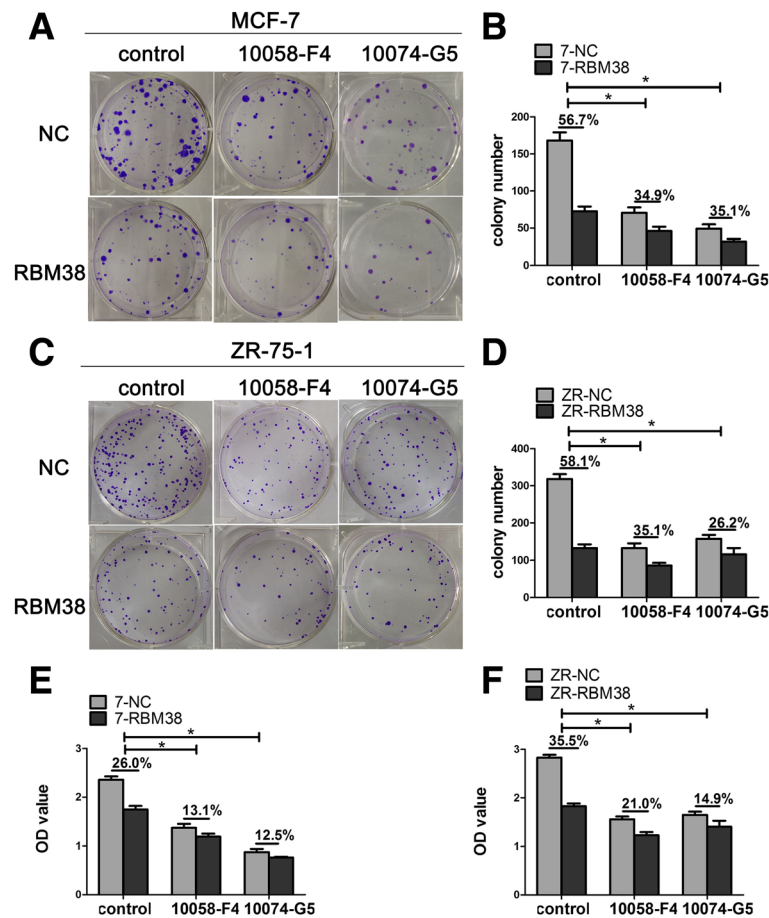 A
MCF-7
control 10058-F4 10074-G5
NC
RBM38
B
7-NC
7-RBM38
*
*
colony number
200
150
100
50
0
56.7%
34.9%
35.1%
control 10058-F4 10074-G5
C
ZR-75-1
control 10058-F4 10074-G5
NC
RBM38
D
ZR-NC
ZR-RBM38
*
*
colony number
400
300
200
100
0
58.1%
35.1%
26.2%
control 10058-F4 10074-G5
E
7-NC
7-RBM38
*
*
OD value
3
2
1
0
26.0%
13.1%
12.5%
control 10058-F4 10074-G5
F
ZR-NC
ZR-RBM38
*
*
OD value
3
2
1
0
35.5%
21.0%
14.9%
control 10058-F4 10074-G5